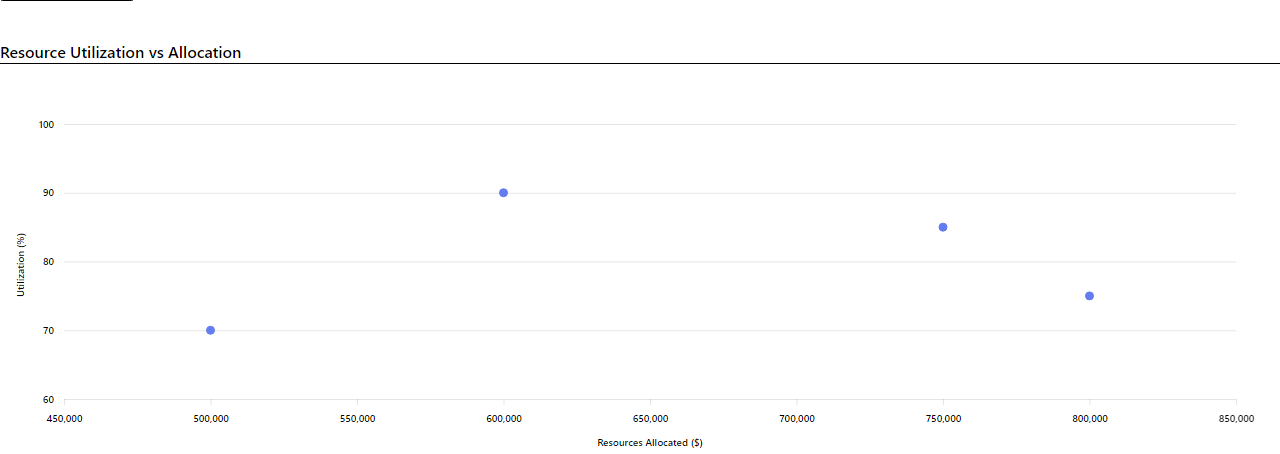 Resource Utilization vs Allocation
100
90
80
70
60
Utilization (%)
450,000 500,000 550,000 600,000 650,000 700,000 750,000 800,000 850,000
Resources Allocated ($)